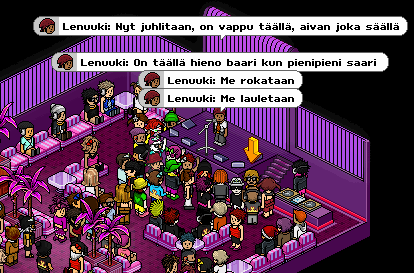 Lenuuki: Nyt juhlitaan, on vappu täällä, aivan joka säällä
Lenuuki: On täällä hieno baari kun pienipieni saari
Lenuuki: Me rokataan
Lenuuki: Me lauletaan